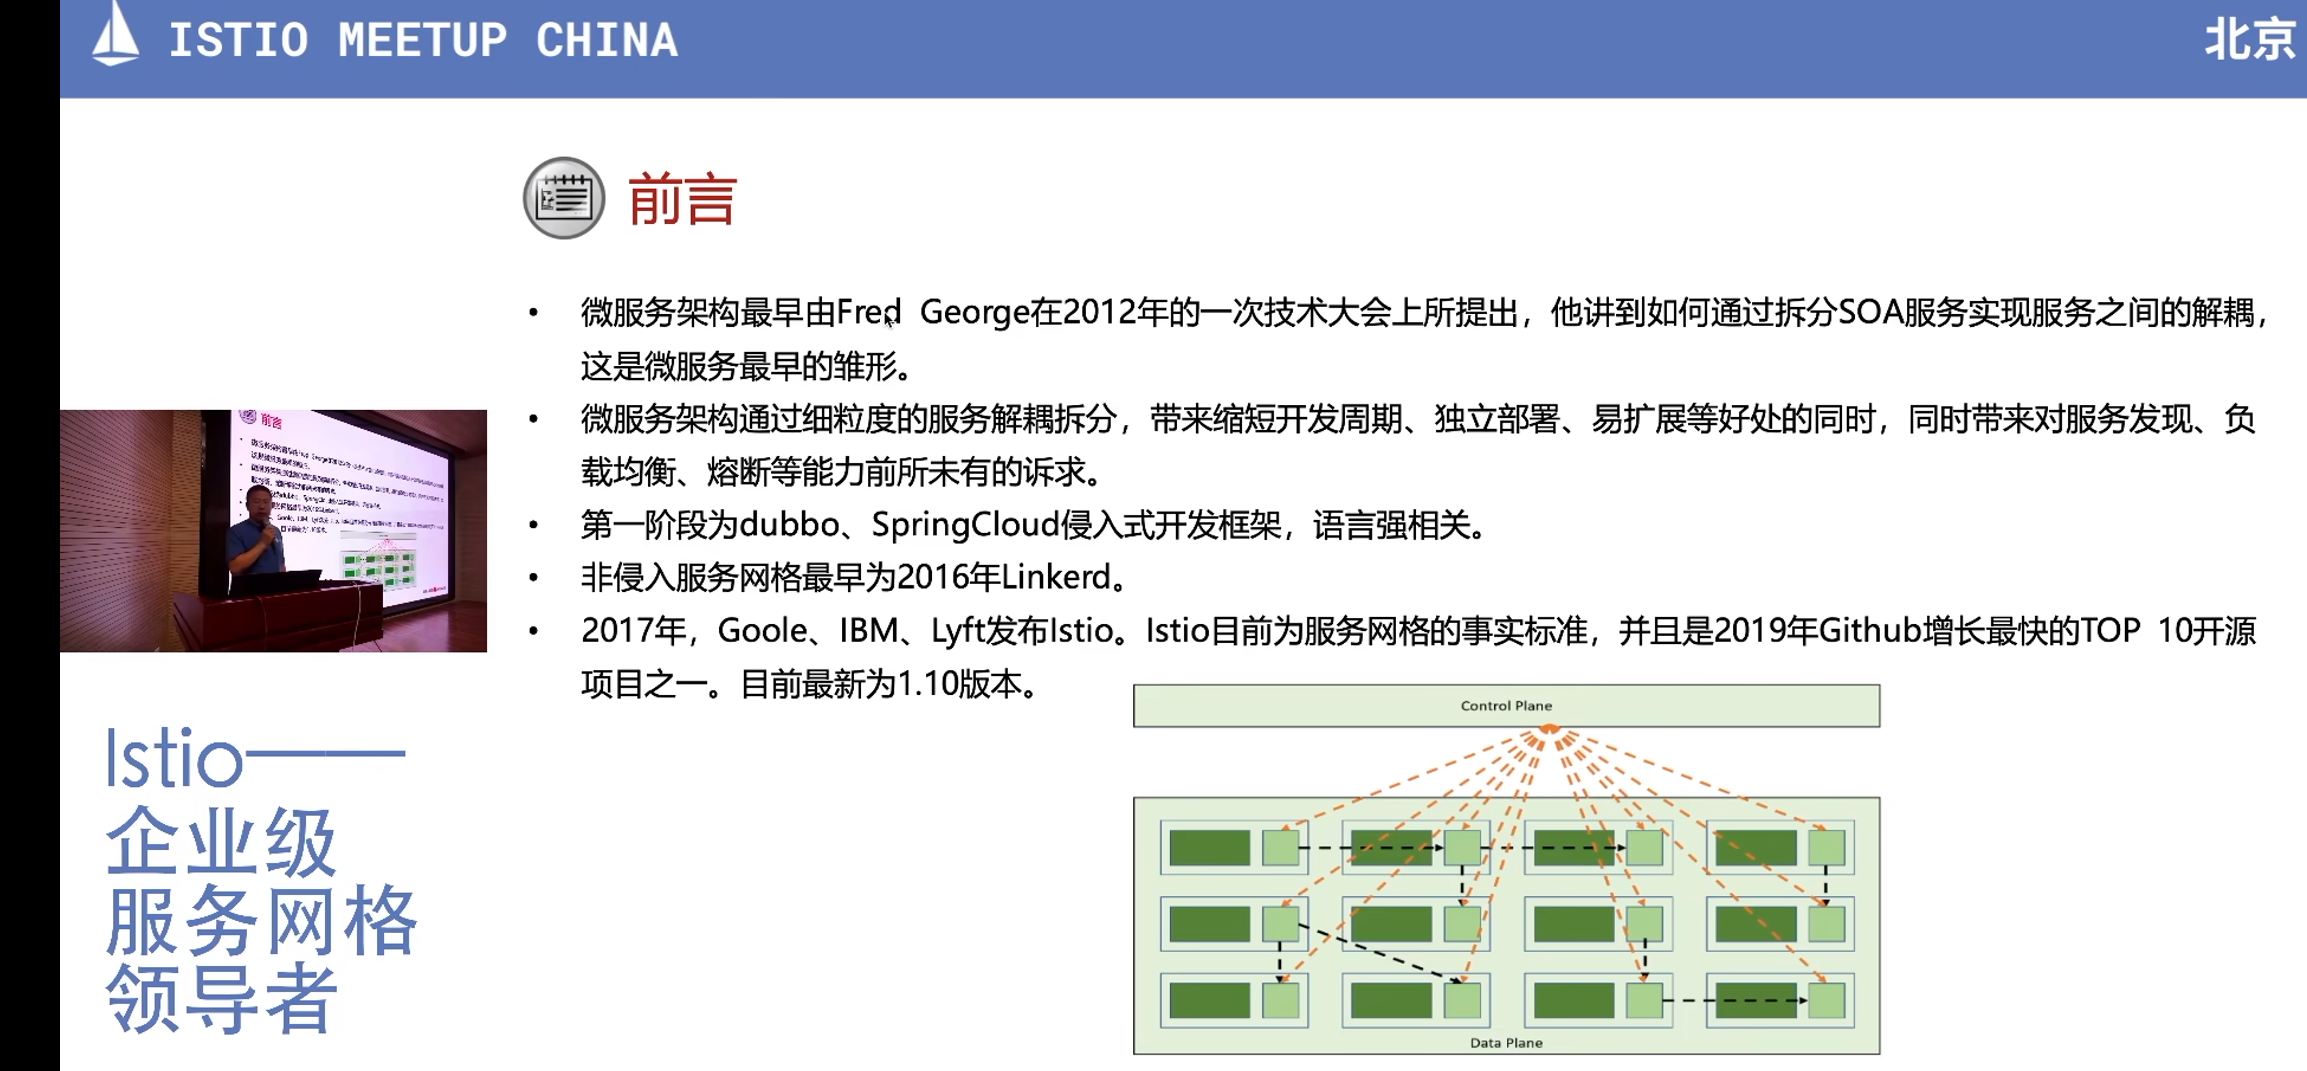 ISTIO MEETUP CHINA
北京
前言
• 微服务架构最早由Fred George在2012年的一次技术大会上所提出，他讲到如何通过拆分SOA服务实现服务之间的解耦，
这是微服务最早的雏形。
• 微服务架构通过细粒度的服务解耦拆分，带来缩短开发周期、独立部署、易扩展等好处的同时，同时带来对服务发现、负
载均衡、熔断等能力前所未有的诉求。
• 第一阶段为dubbo、SpringCloud侵入式开发框架，语言强相关。
• 非侵入服务网格最早为2016年Linkerd。
• 2017年，Goole、IBM、Lyft发布Istio。Istio目前为服务网格的事实标准，并且是2019年Github增长最快的TOP 10开源
项目之一。目前最新为1.10版本。
Control Plane
Data Plane
前言
Istio——
企业级
服务网格
领导者